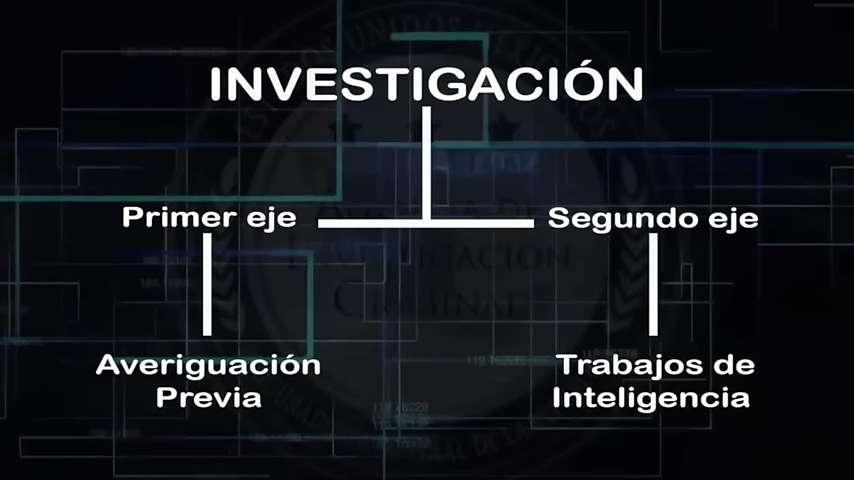 INVESTIGACIÓN
Primer eje
Segundo eje
Averiguación
Previa
Trabajos de
Inteligencia